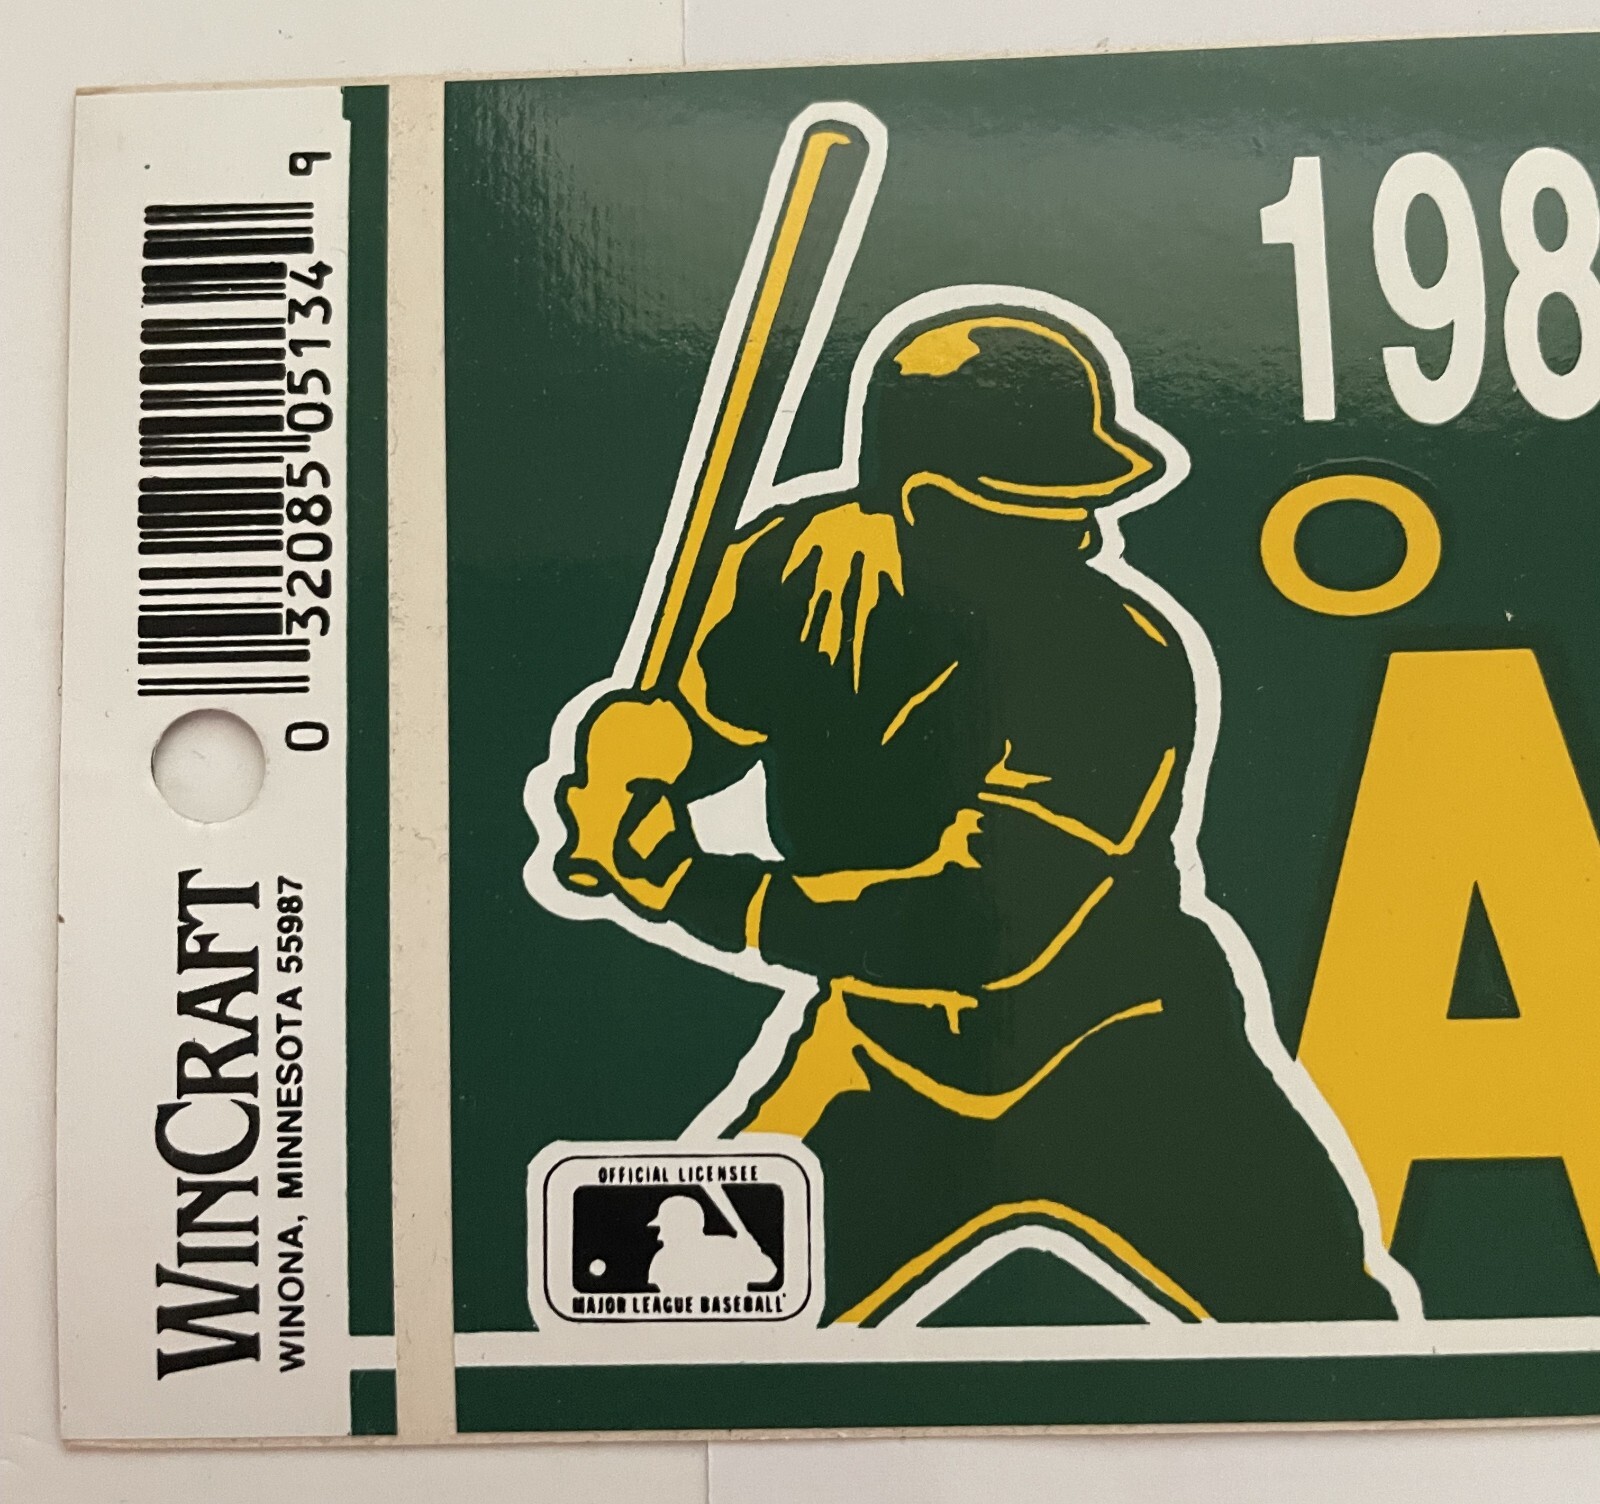 0 32085 05134 9
WINCRAFT
WINONA, MINNESOTA 55987
198
O
A
OFFICIAL LICENSEE
MAJOR LEAGUE BASEBALL